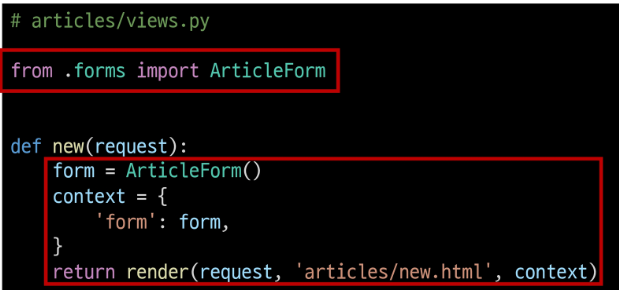 # articles/views.py
from .forms import ArticleForm
def new(request):
    form = ArticleForm()
    context = {
        'form': form,
    }
    return render(request, 'articles/new.html', context)